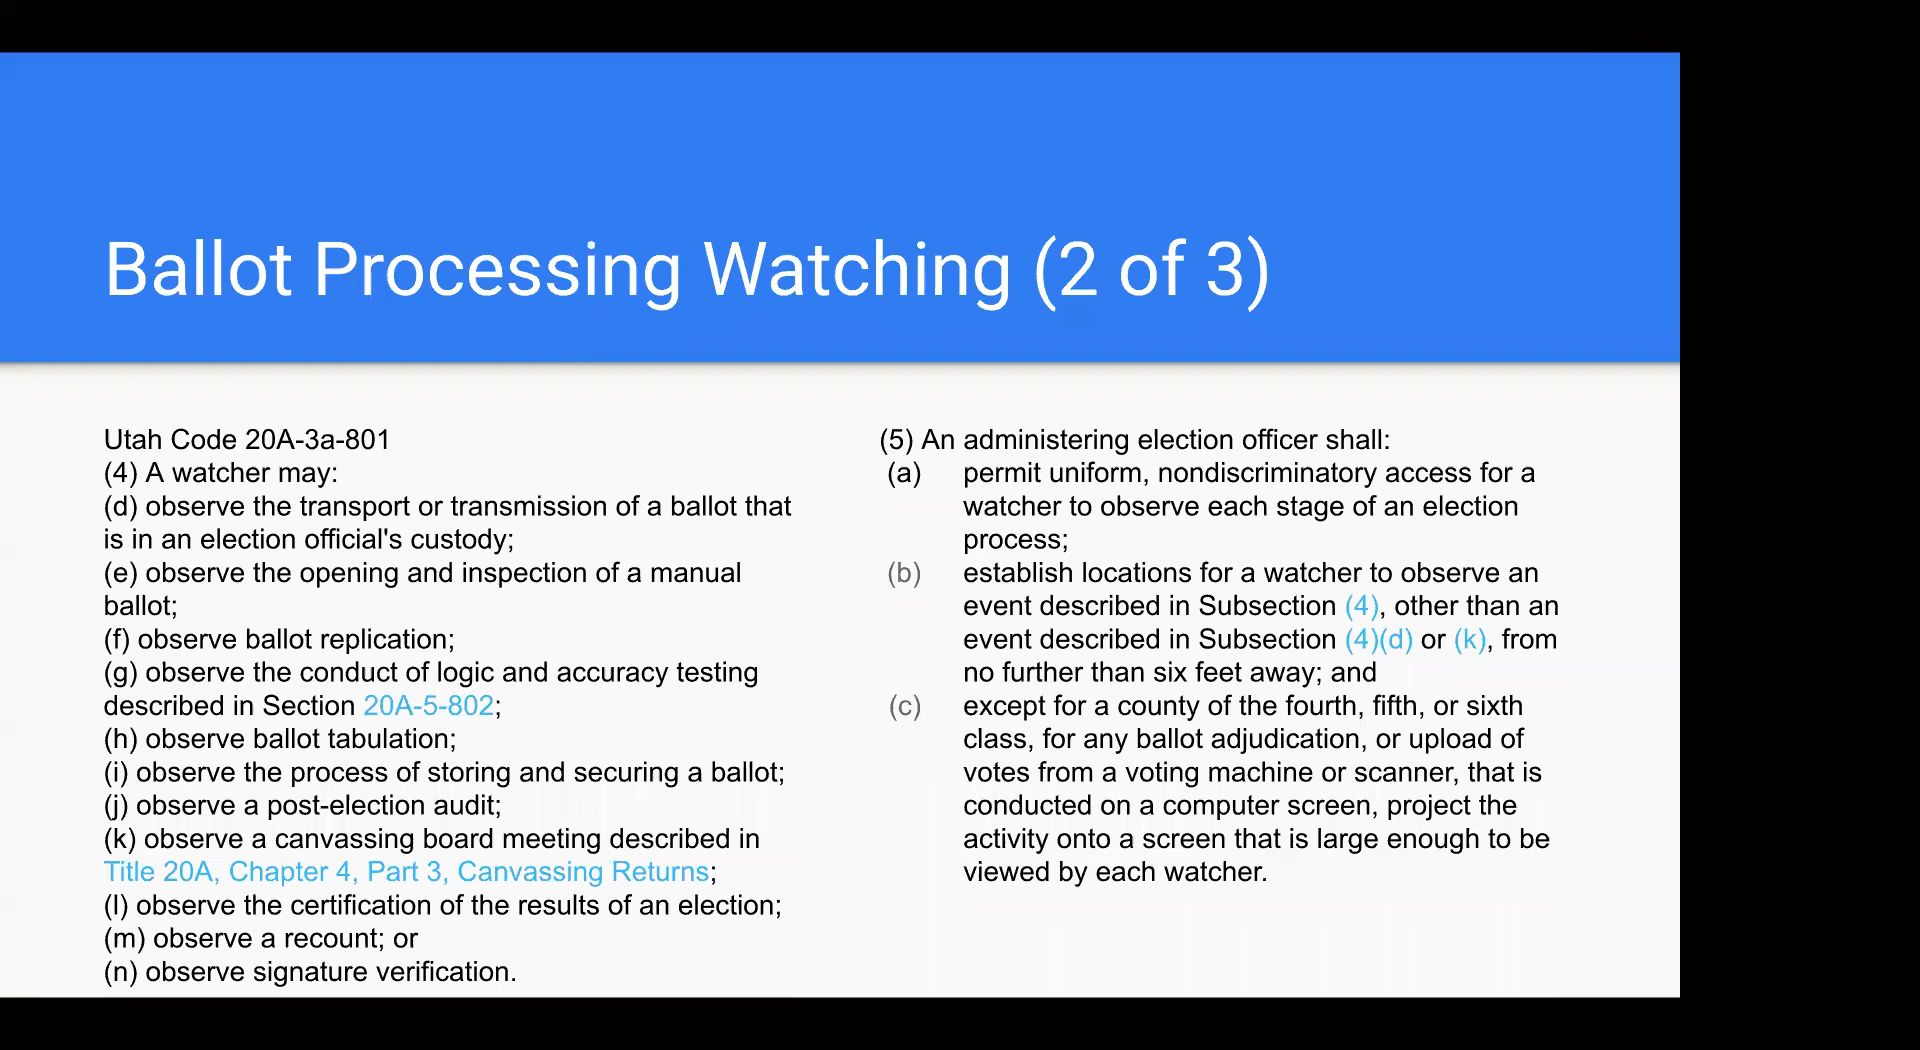 Ballot Processing Watching (2 of 3)
Utah Code 20A-3a-801
(4) A watcher may:
(d) observe the transport or transmission of a ballot that
is in an election official's custody;
(e) observe the opening and inspection of a manual
ballot;
(f) observe ballot replication;
(g) observe the conduct of logic and accuracy testing
described in Section 20A-5-802;
(h) observe ballot tabulation;
(i) observe the process of storing and securing a ballot;
(j) observe a post-election audit;
(k) observe a canvassing board meeting described in
Title 20A, Chapter 4, Part 3, Canvassing Returns;
(l) observe the certification of the results of an election;
(m) observe a recount; or
(n) observe signature verification.
(5) An administering election officer shall:
(a) permit uniform, nondiscriminatory access for a
watcher to observe each stage of an election
process;
(b) establish locations for a watcher to observe an
event described in Subsection (4), other than an
event described in Subsection (4)(d) or (k), from
no further than six feet away; and
(c) except for a county of the fourth, fifth, or sixth
class, for any ballot adjudication, or upload of
votes from a voting machine or scanner, that is
conducted on a computer screen, project the
activity onto a screen that is large enough to be
viewed by each watcher.